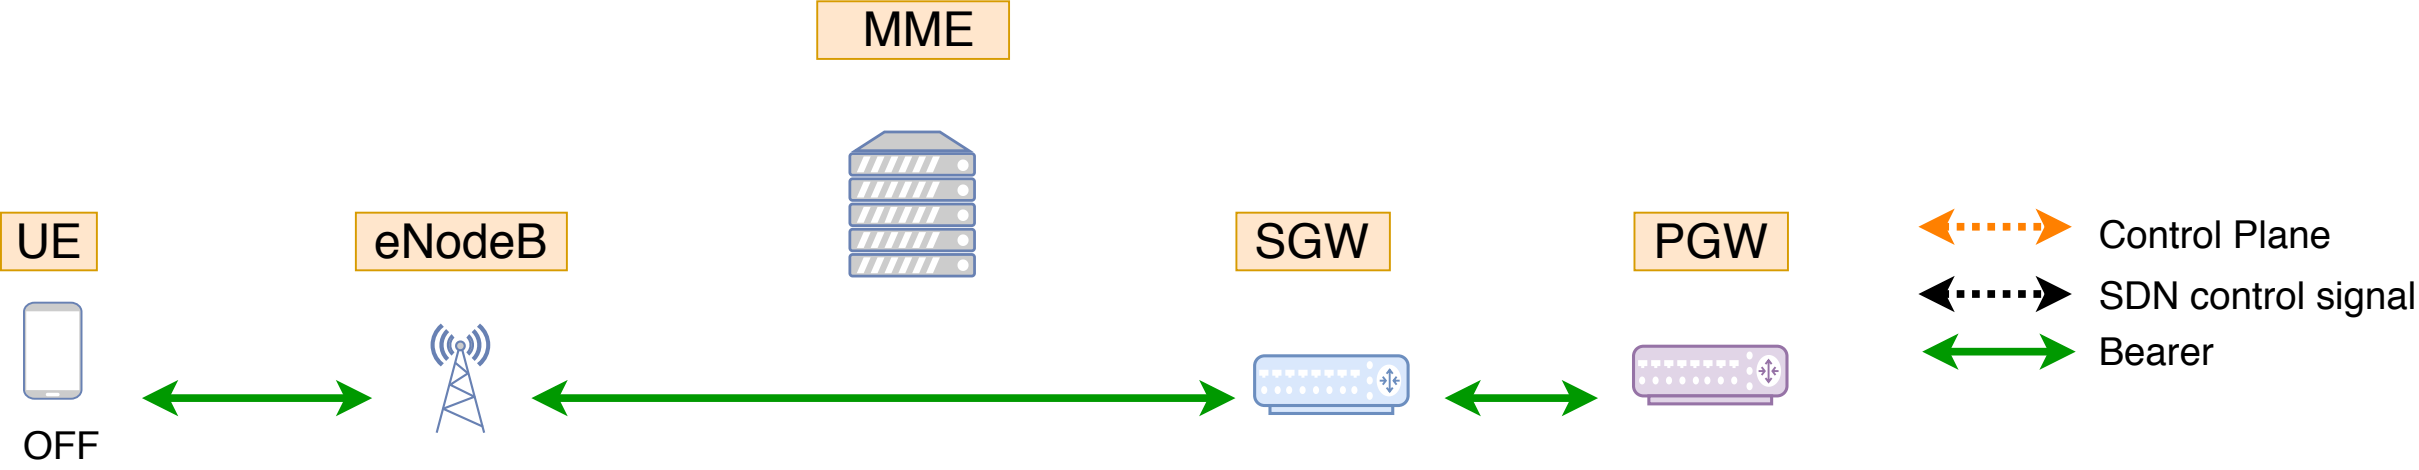 MME
UE
eNodeB
SGW
PGW
Control Plane
SDN control signal
Bearer
OFF